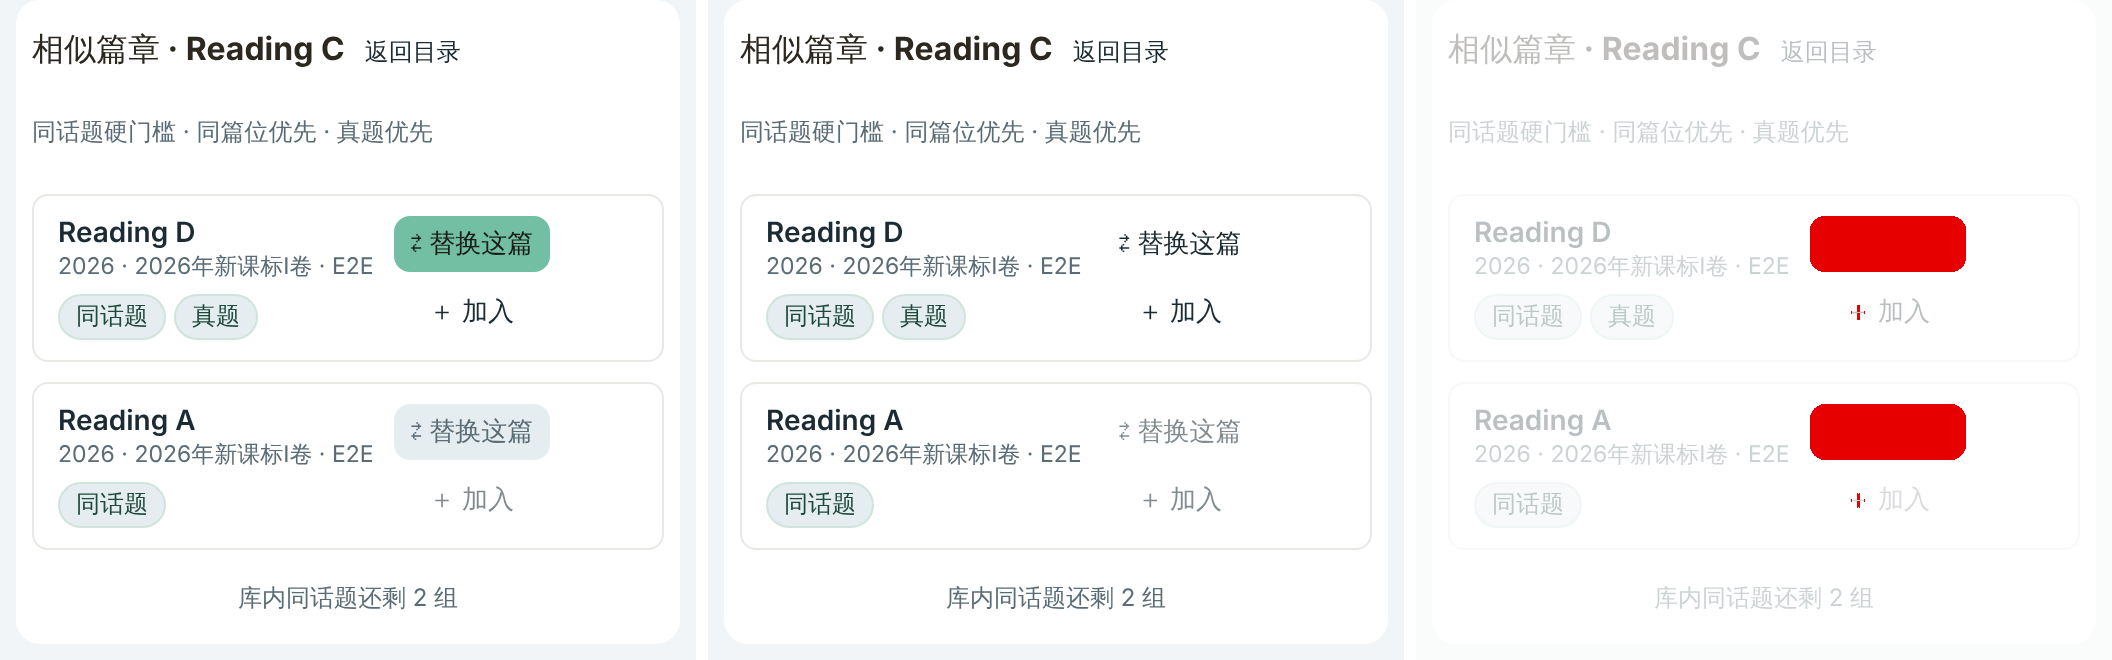 相似篇章 · Reading C 返回目录
同话题硬门槛 · 同篇位优先 · 真题优先
Reading D
2026 · 2026年新课标I卷 · E2E
同话题 真题
⇄ 替换这篇
+ 加入
Reading A
2026 · 2026年新课标I卷 · E2E
同话题
⇄ 替换这篇
+ 加入
库内同话题还剩 2 组
相似篇章 · Reading C 返回目录
同话题硬门槛 · 同篇位优先 · 真题优先
Reading D
2026 · 2026年新课标I卷 · E2E
同话题 真题
⇄ 替换这篇
+ 加入
Reading A
2026 · 2026年新课标I卷 · E2E
同话题
⇄ 替换这篇
+ 加入
库内同话题还剩 2 组
相似篇章 · Reading C 返回目录
同话题硬门槛 · 同篇位优先 · 真题优先
Reading D
2026 · 2026年新课标I卷 · E2E
同话题 真题
+ 加入
Reading A
2026 · 2026年新课标I卷 · E2E
同话题
+ 加入
库内同话题还剩 2 组